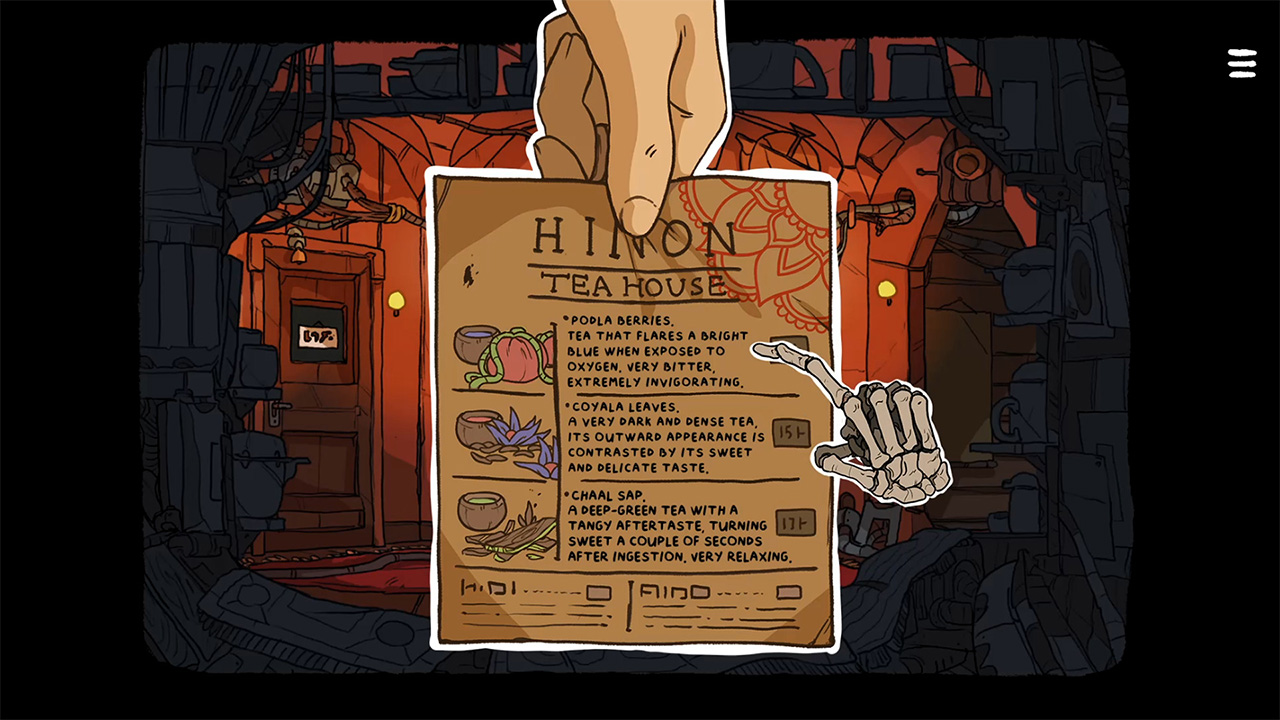 TEA HOUSE
•PODLA BERRIES.
TEA THAT FLARES A BRIGHT
BLUE WHEN EXPOSED TO
OXYGEN. VERY BITTER,
EXTREMELY INVIGORATING.
•COYALA LEAVES.
A VERY DARK AND DENSE TEA,
ITS OUTWARD APPEARANCE IS
CONTRASTED BY ITS SWEET
AND DELICATE TASTE.
•CHAAL SAP.
A DEEP-GREEN TEA WITH A
TANGY AFTERTASTE, TURNING
SWEET A COUPLE OF SECONDS
AFTER INGESTION. VERY RELAXING.